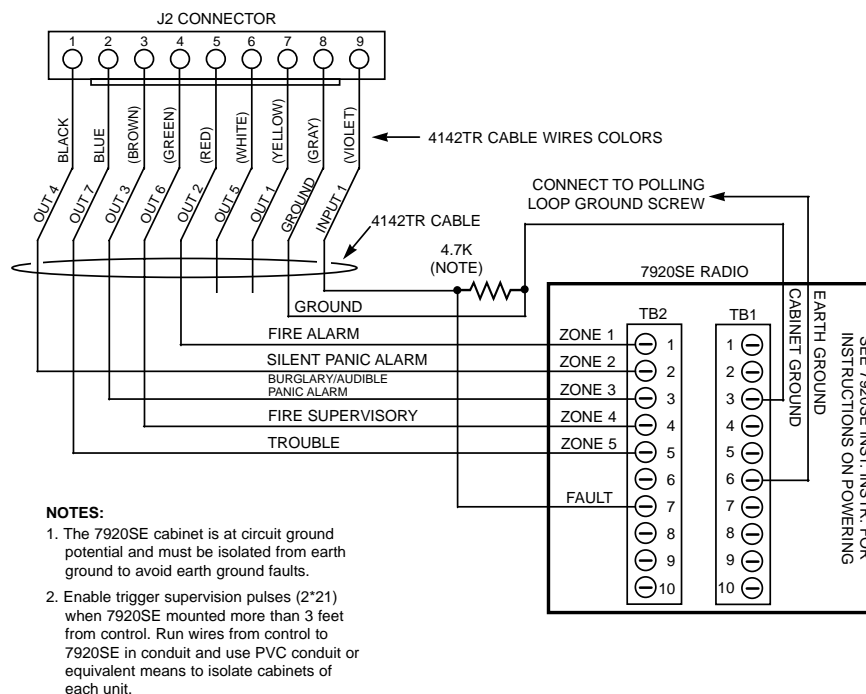 J2 CONNECTOR
1 2 3 4 5 6 7 8 9
BLACK
BLUE
(BROWN)
(GREEN)
(RED)
(WHITE)
(YELLOW)
(GRAY)
(VIOLET)
4142TR CABLE WIRES COLORS
OUT 4
OUT 7
OUT 3
OUT 6
OUT 2
OUT 5
OUT 1
GROUND
INPUT 1
4142TR CABLE
CONNECT TO POLLING
LOOP GROUND SCREW
4.7K
(NOTE)
7920SE RADIO
GROUND
FIRE ALARM
SILENT PANIC ALARM
BURGLARY/AUDIBLE
PANIC ALARM
FIRE SUPERVISORY
TROUBLE
ZONE 1
ZONE 2
ZONE 3
ZONE 4
ZONE 5
FAULT
TB2
1
2
3
4
5
6
7
8
9
10
TB1
1
2
3
4
5
6
7
8
9
10
CABINET GROUND
EARTH GROUND
SEE 7920SE INST. INSTR. FOR
INSTRUCTIONS ON POWERING
NOTES:
1. The 7920SE cabinet is at circuit ground
potential and must be isolated from earth
ground to avoid earth ground faults.
2. Enable trigger supervision pulses (2*21)
when 7920SE mounted more than 3 feet
from control. Run wires from control to
7920SE in conduit and use PVC conduit or
equivalent means to isolate cabinets of
each unit.